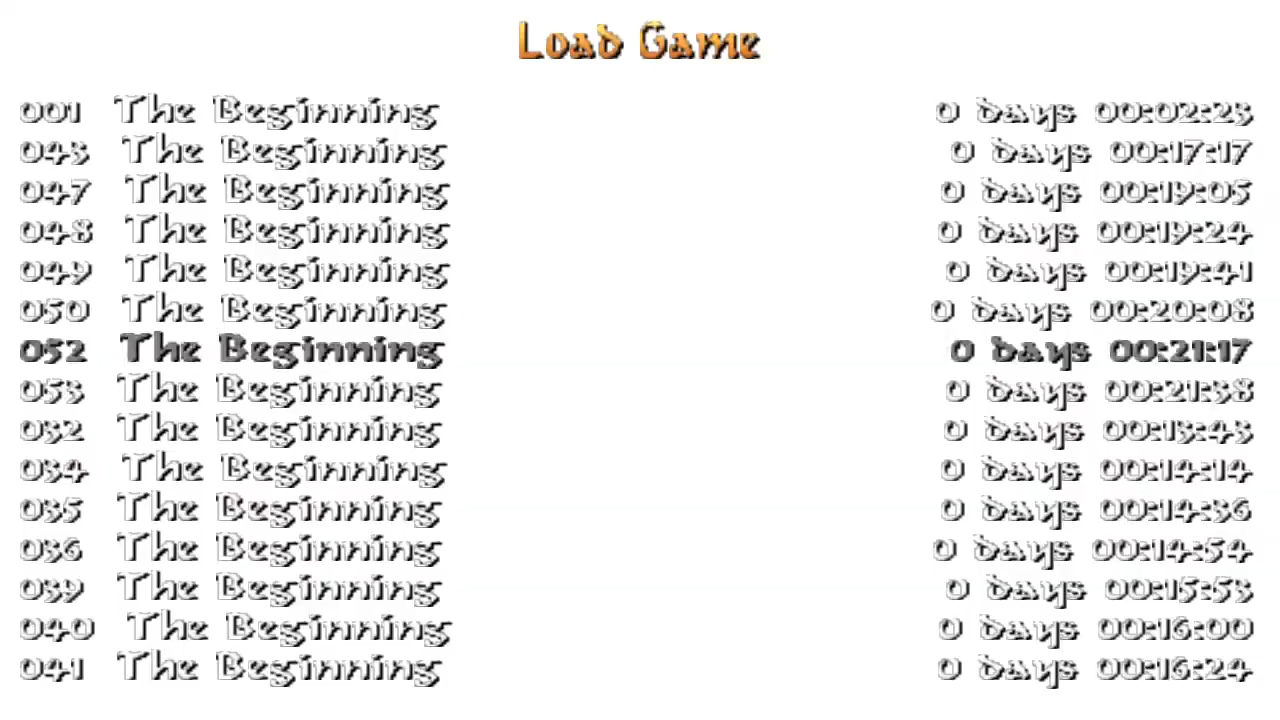 Load Game
001 The Beginning 0 days 00:02:23
043 The Beginning 0 days 00:17:17
047 The Beginning 0 days 00:19:05
048 The Beginning 0 days 00:19:24
049 The Beginning 0 days 00:19:41
050 The Beginning 0 days 00:20:08
052 The Beginning 0 days 00:21:17
053 The Beginning 0 days 00:21:38
032 The Beginning 0 days 00:13:43
034 The Beginning 0 days 00:14:14
035 The Beginning 0 days 00:14:36
036 The Beginning 0 days 00:14:54
039 The Beginning 0 days 00:15:53
040 The Beginning 0 days 00:16:00
041 The Beginning 0 days 00:16:24